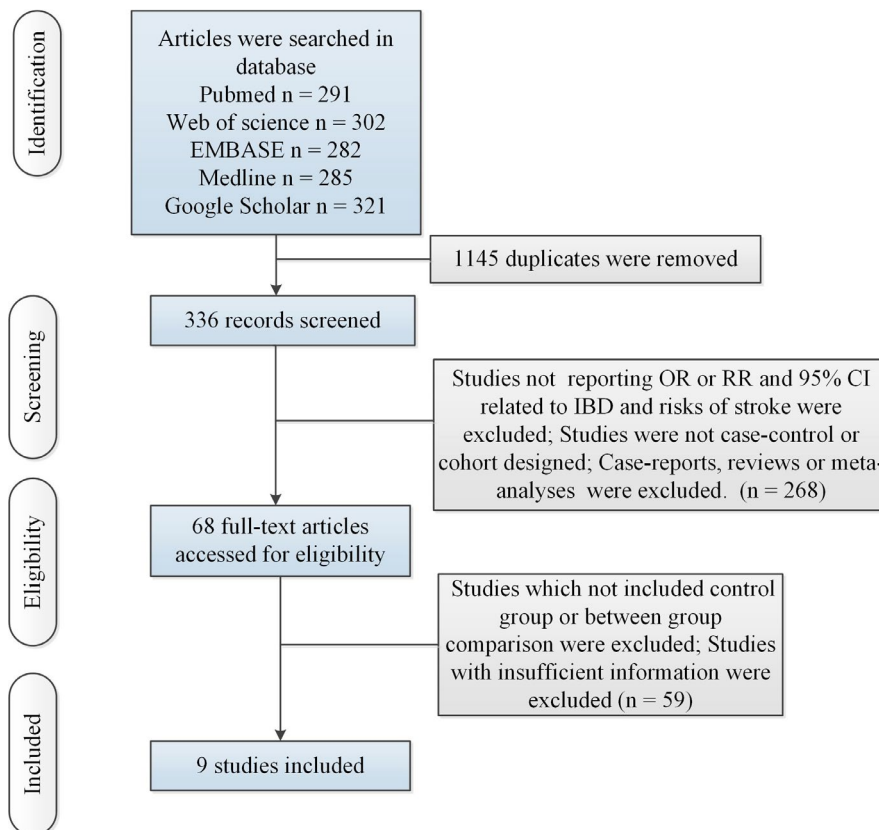 Identification
Articles were searched in
database
Pubmed n = 291
Web of science n = 302
EMBASE n = 282
Medline n = 285
Google Scholar n = 321
1145 duplicates were removed
Screening
336 records screened
Studies not reporting OR or RR and 95% CI
related to IBD and risks of stroke were
excluded; Studies were not case-control or
cohort designed; Case-reports, reviews or meta-
analyses were excluded. (n = 268)
Eligibility
68 full-text articles
accessed for eligibility
Studies which not included control
group or between group
comparison were excluded; Studies
with insufficient information were
excluded (n = 59)
Included
9 studies included